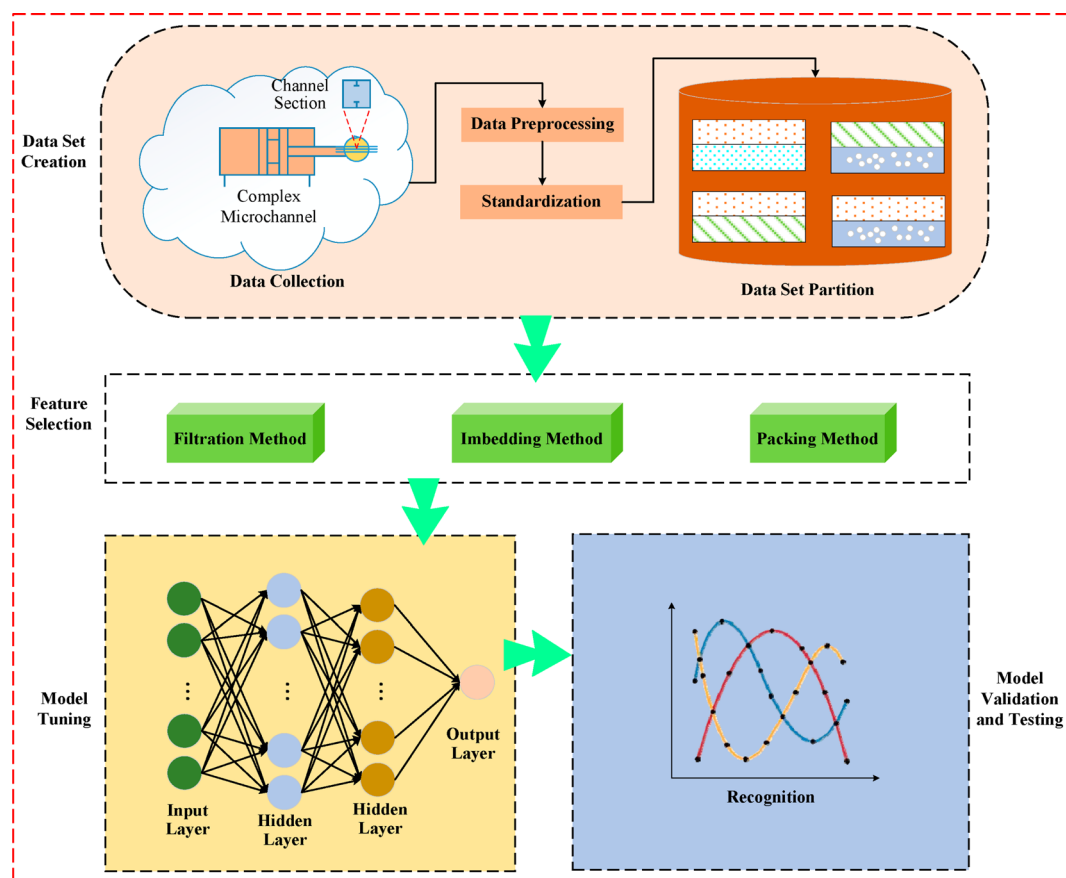 Data Set
Creation
Channel
Section
Complex
Microchannel
Data Collection
Data Preprocessing
Standardization
Data Set Partition
Feature
Selection
Filtration Method
Imbedding Method
Packing Method
Model
Tuning
Input
Layer
Hidden
Layer
Hidden
Layer
Output
Layer
Recognition
Model
Validation
and Testing